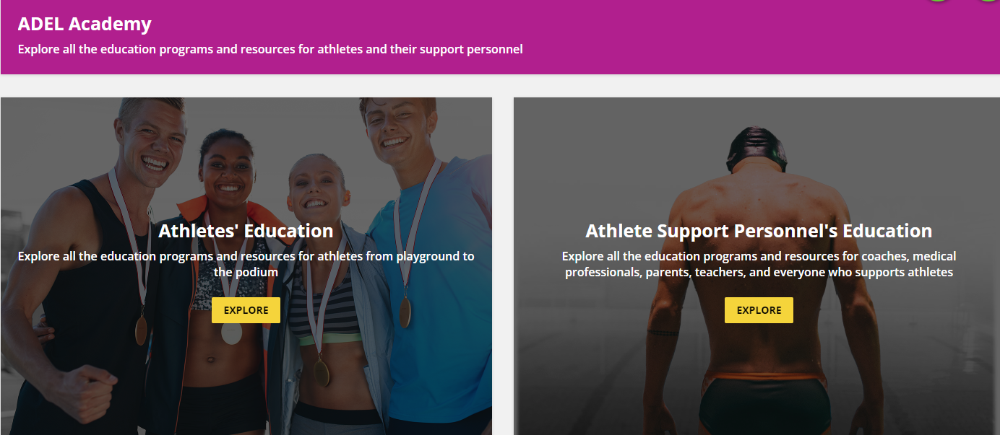 ADEL Academy
Explore all the education programs and resources for athletes and their support personnel
Athletes' Education
Explore all the education programs and resources for athletes from playground to
the podium
EXPLORE
Athlete Support Personnel's Education
Explore all the education programs and resources for coaches, medical
professionals, parents, teachers, and everyone who supports athletes
EXPLORE